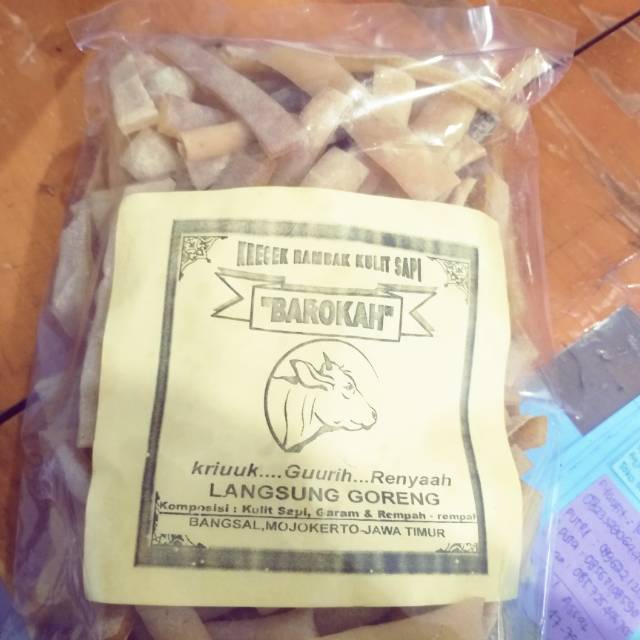 KRECEK RAMBAK KULIT SAPI
"BAROKAH"
kriuuk....Guurih...Renyaah
LANGSUNG GORENG
Komposisi : Kulit Sapi, Garam & Rempah - rempah
BANGSAL,MOJOKERTO-JAWA TIMUR